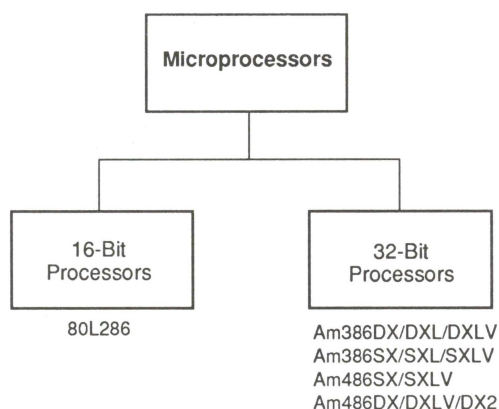 Microprocessors
16-Bit
Processors
32-Bit
Processors
80L286
Am386DX/DXL/DXLV
Am386SX/SXL/SXLV
Am486SX/SXLV
Am486DX/DXLV/DX2